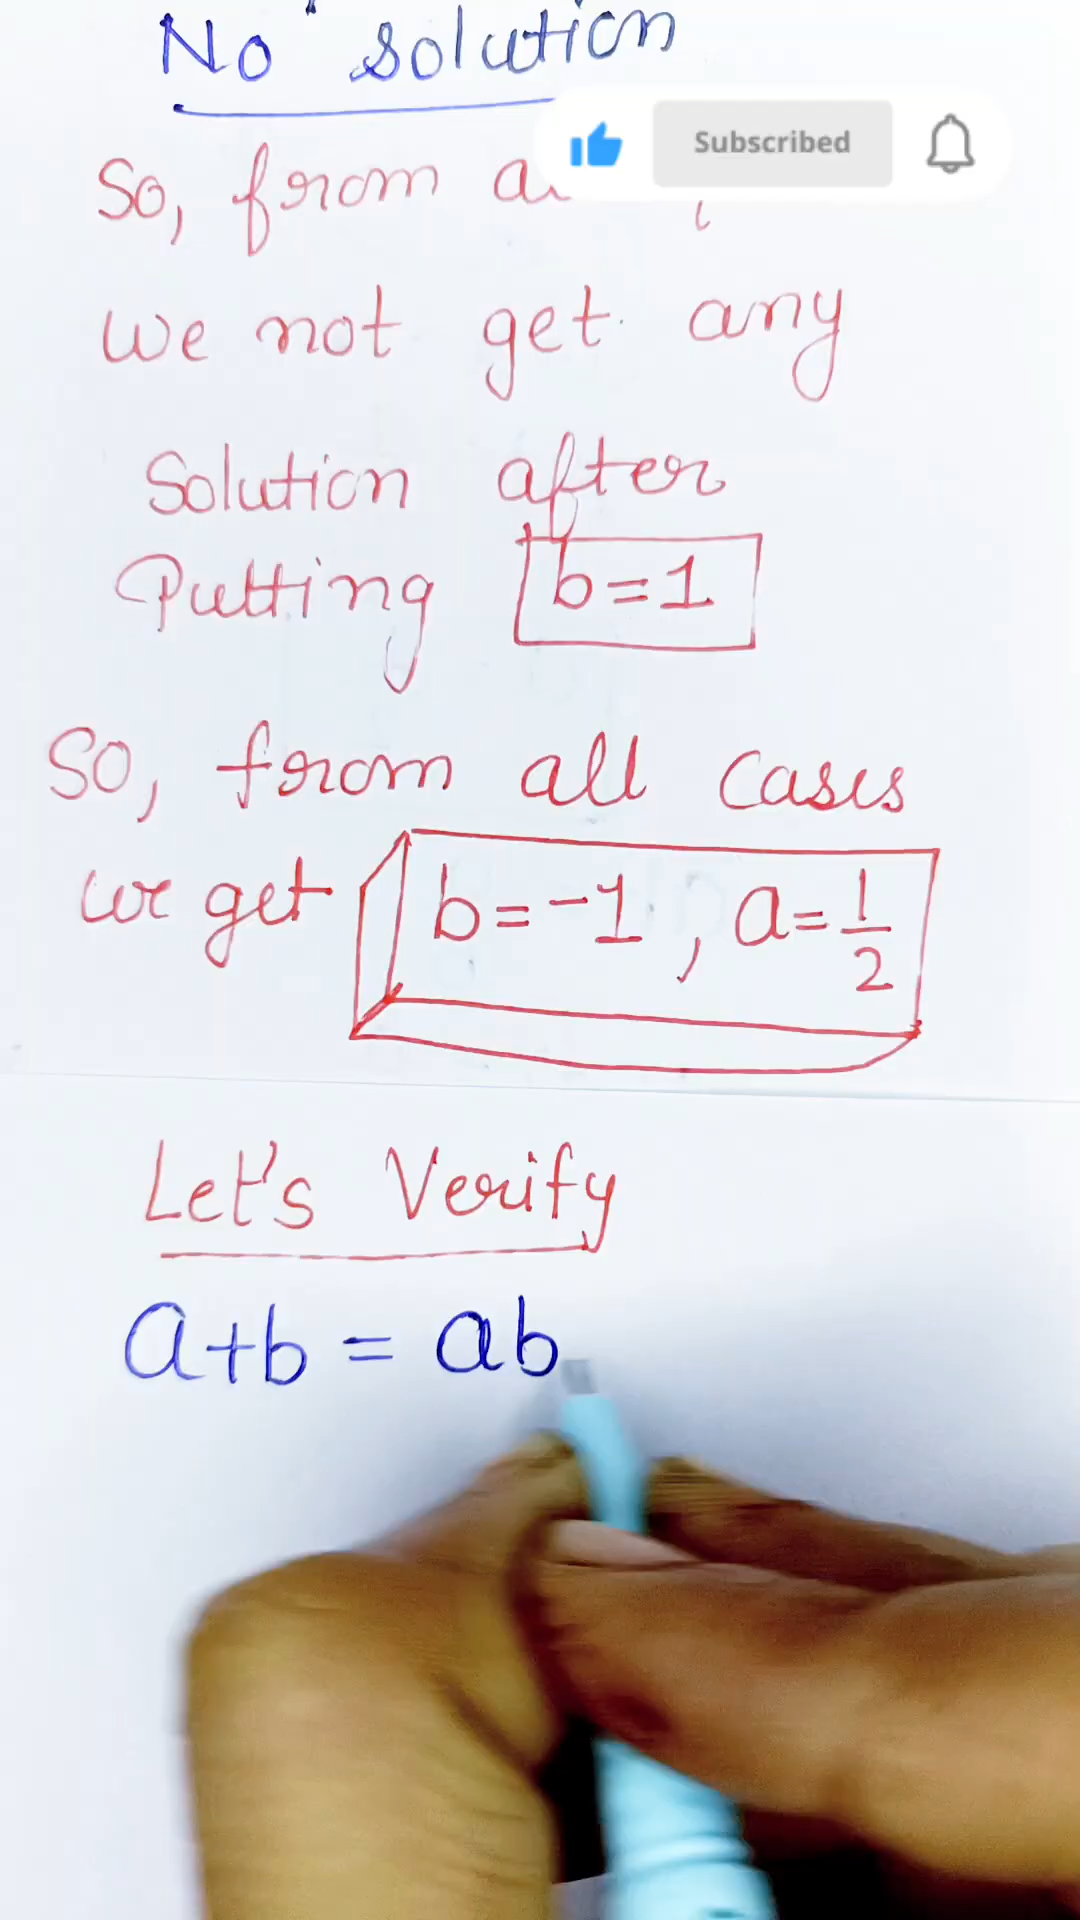 No solution
Subscribed
So, from
we not get any
Solution after
Putting b=1
So, from all cases
we get b=-1, a=1/2
Let's Verify
a+b = ab